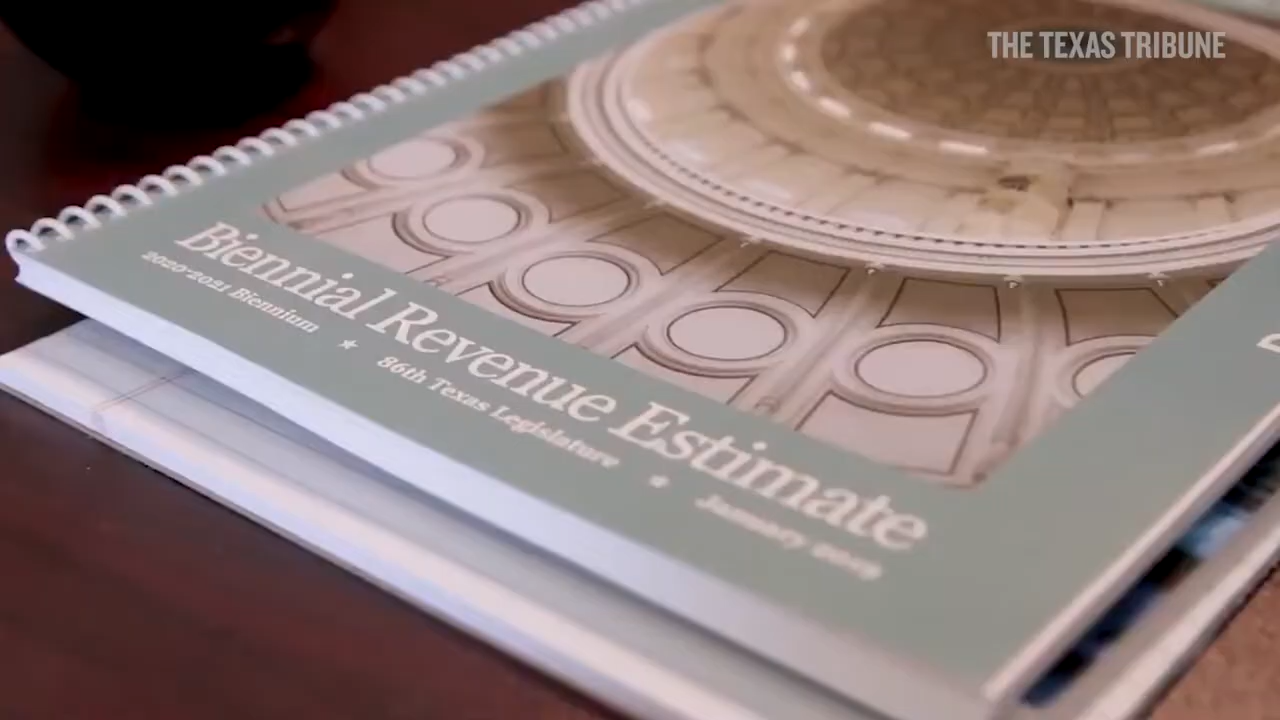 THE TEXAS TRIBUNE
Biennial Revenue Estimate
2020-2021 Biennium ★ 86th Texas Legislature ★ January 2019